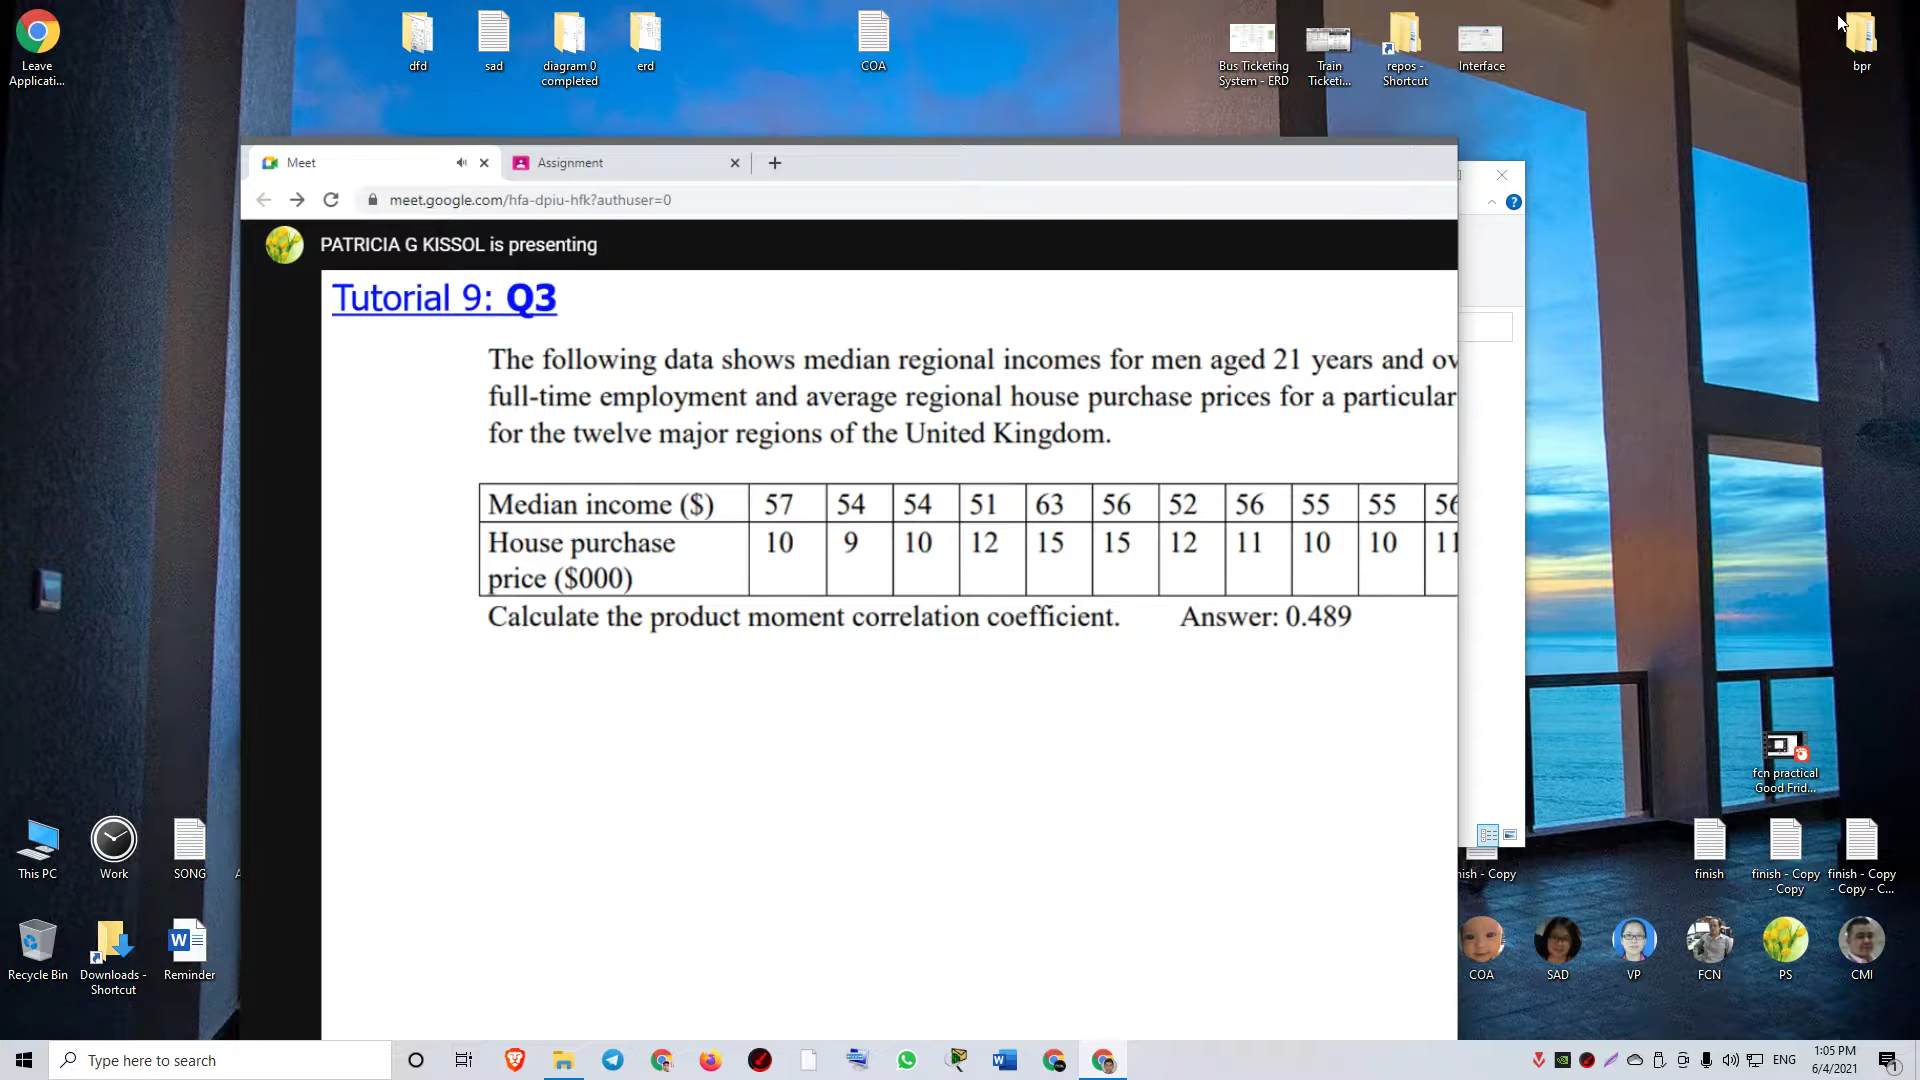 Leave
Applicati...
dfd
sad
diagram 0
completed
erd
COA
Bus Ticketing
System - ERD
Train
Ticketi...
repos -
Shortcut
Interface
bpr
Meet
Assignment
meet.google.com/hfa-dpiu-hfk?authuser=0
PATRICIA G KISSOL is presenting
Tutorial 9: Q3
The following data shows median regional incomes for men aged 21 years and ov
full-time employment and average regional house purchase prices for a particular
for the twelve major regions of the United Kingdom.
Median income ($) 57 54 54 51 63 56 52 56 55 55 56
House purchase 10 9 10 12 15 15 12 11 10 10 11
price ($000)
Calculate the product moment correlation coefficient. Answer: 0.489
fcn practical
Good Frid...
This PC
Work
SONG
nish - Copy
finish
finish - Copy
- Copy
finish - Copy
- Copy - C...
Recycle Bin
Downloads -
Shortcut
Reminder
COA
SAD
VP
FCN
PS
CMI
Type here to search
ENG
1:05 PM
6/4/2021